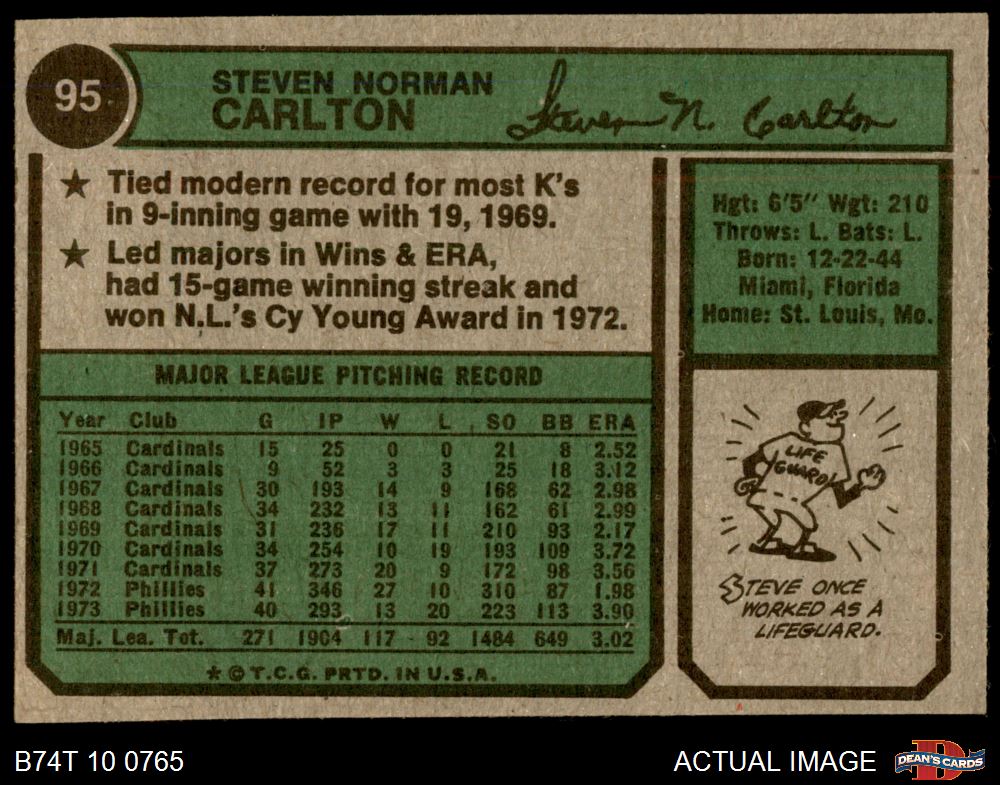 95
STEVEN NORMAN
CARLTON
Steven N. Carlton
★ Tied modern record for most K's
in 9-inning game with 19, 1969.
★ Led majors in Wins & ERA,
had 15-game winning streak and
won N.L.'s Cy Young Award in 1972.
Hgt: 6'5" Wgt: 210
Throws: L. Bats: L.
Born: 12-22-44
Miami, Florida
Home: St. Louis, Mo.
MAJOR LEAGUE PITCHING RECORD
Year Club G IP W L SO BB ERA
1965 Cardinals 15 25 0 0 21 8 2.52
1966 Cardinals 9 52 3 3 25 18 3.12
1967 Cardinals 30 193 14 9 168 62 2.98
1968 Cardinals 34 232 13 11 162 61 2.99
1969 Cardinals 31 236 17 11 210 93 2.17
1970 Cardinals 34 254 10 19 193 109 3.72
1971 Cardinals 37 273 20 9 172 98 3.56
1972 Phillies 41 346 27 10 310 87 1.98
1973 Phillies 40 293 13 20 223 113 3.90
Maj. Lea. Tot. 271 1904 117 92 1484 649 3.02
* © T.C.G. PRTD. IN U.S.A.
LIFE
GUARD
STEVE ONCE
WORKED AS A
LIFEGUARD.
B74T 10 0765
ACTUAL IMAGE
DEAN'S CARDS